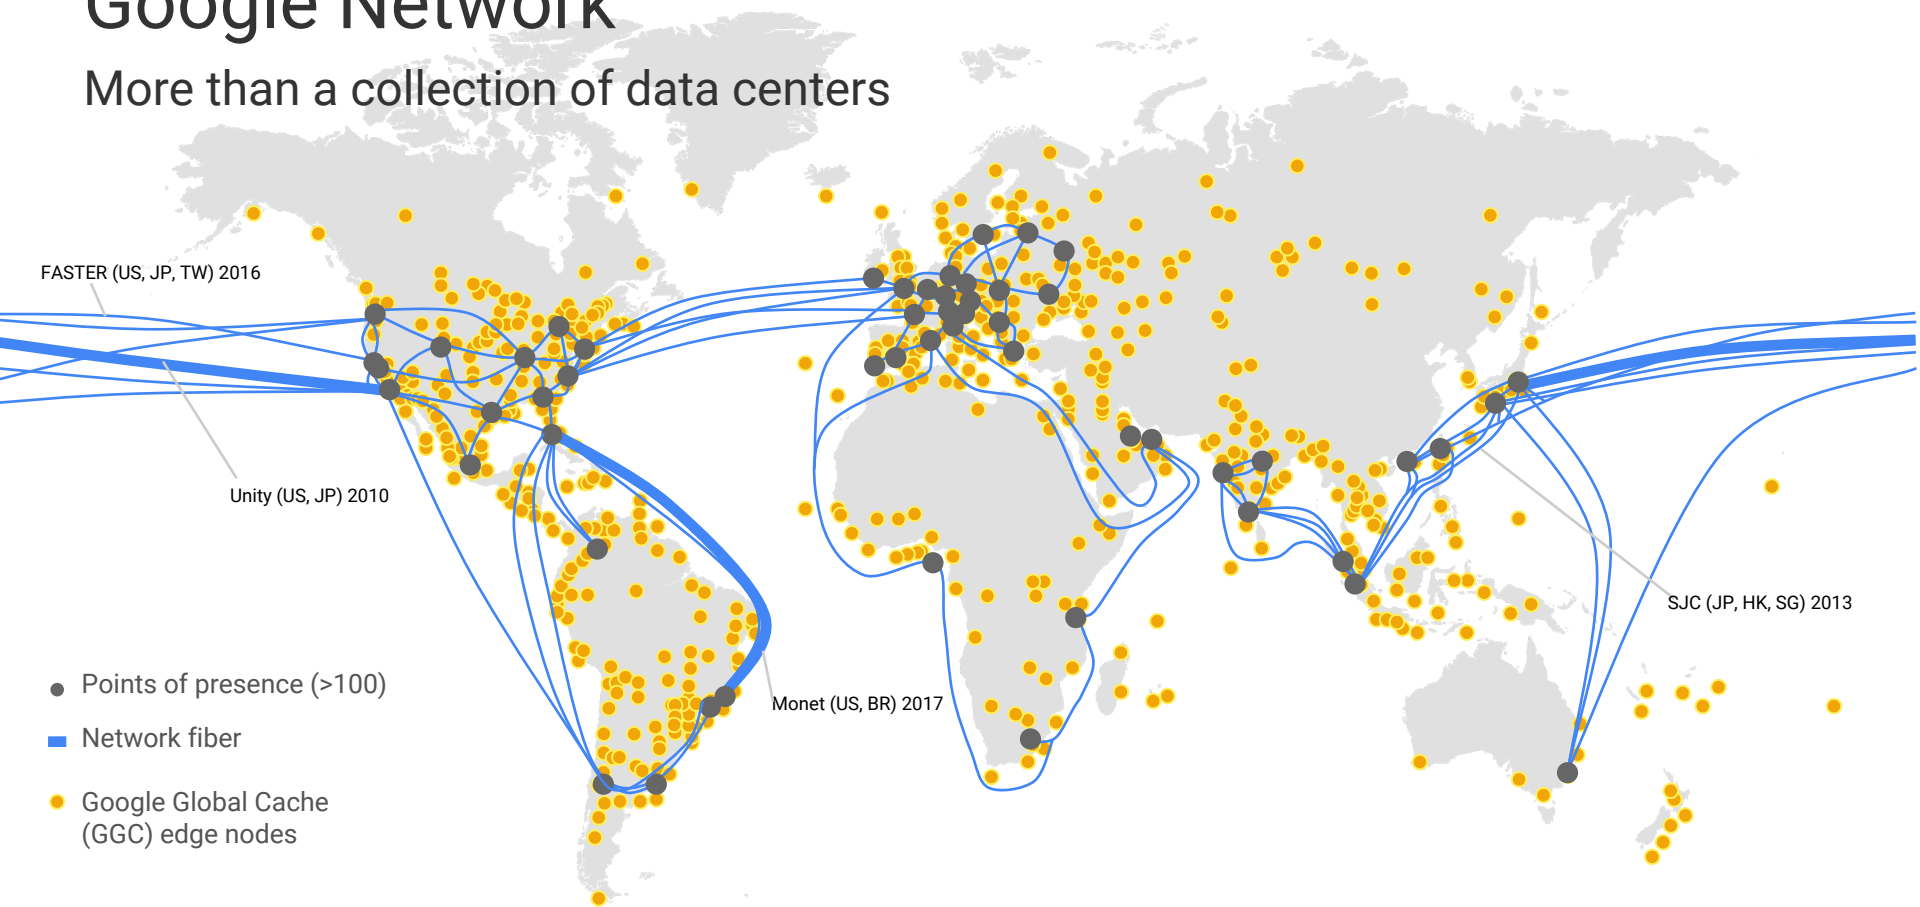 Google Network
More than a collection of data centers
FASTER (US, JP, TW) 2016
Unity (US, JP) 2010
SJC (JP, HK, SG) 2013
Monet (US, BR) 2017
Points of presence (>100)
Network fiber
Google Global Cache
(GGC) edge nodes